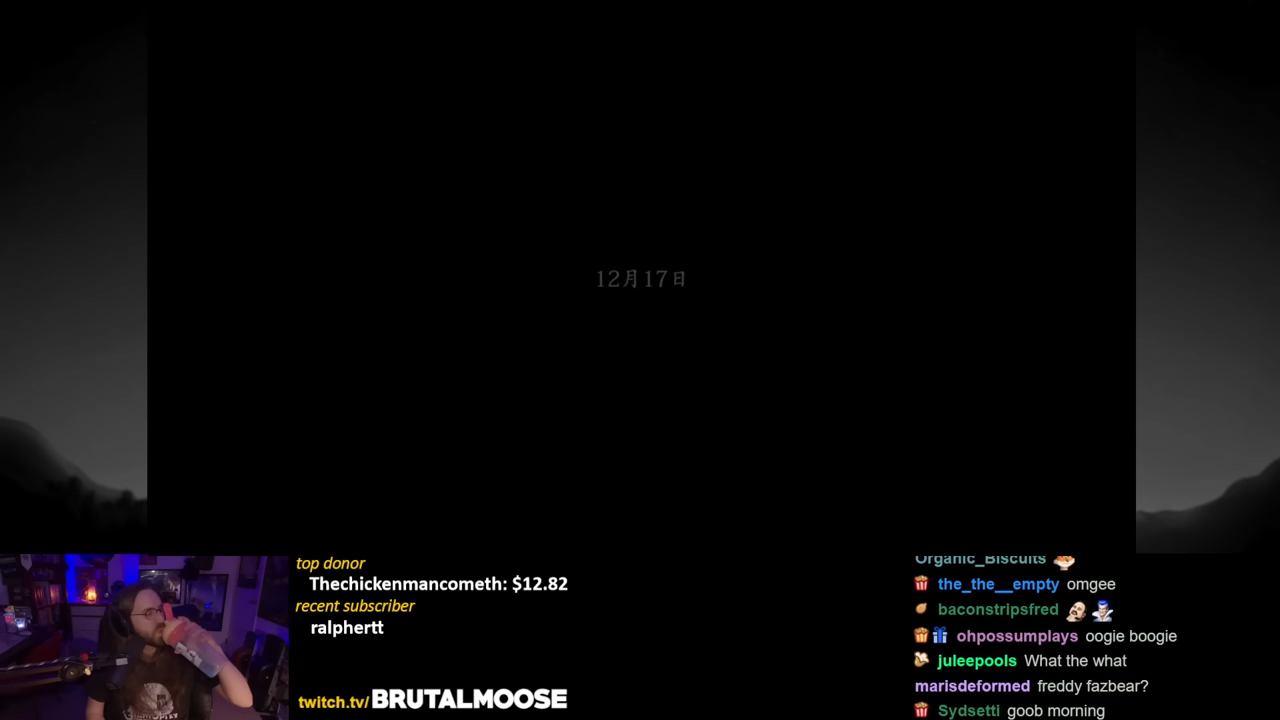 12月17日
top donor
Thechickenmancometh: $12.82
recent subscriber
ralphertt
twitch.tv/BRUTALMOOSE
Organic_Biscuits
the_the__empty omgee
baconstripsfred
ohpossumplays oogie boogie
juleepools What the what
marisdeformed freddy fazbear?
Sydsetti goob morning